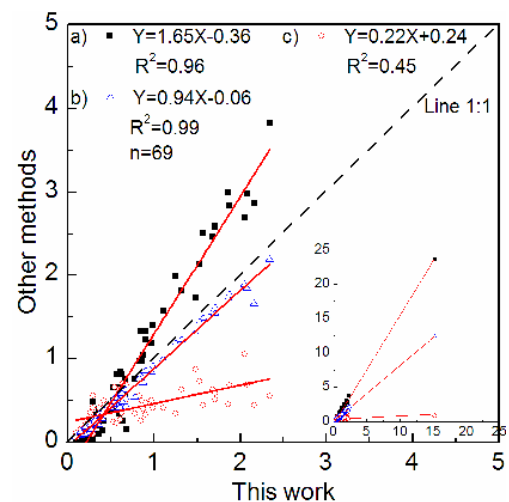 a) Y=1.65X-0.36 c) Y=0.22X+0.24
R²=0.96 R²=0.45
b) Y=0.94X-0.06
R²=0.99
n=69
Line 1:1
Other methods
5
4
3
2
1
0
0 1 2 3 4 5
This work
25
20
15
10
5
0
0 5 10 15 20 25